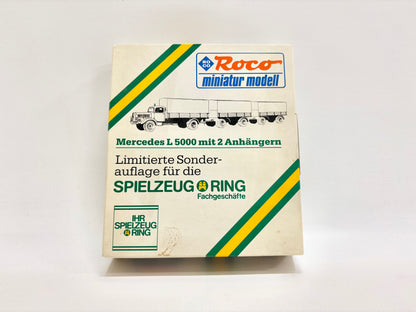 Roco
miniatur modell
Mercedes L 5000 mit 2 Anhängern
Limitierte Sonder-
auflage für die
SPIELZEUG RING
Fachgeschäfte
IHR
SPIELZEUG
RING